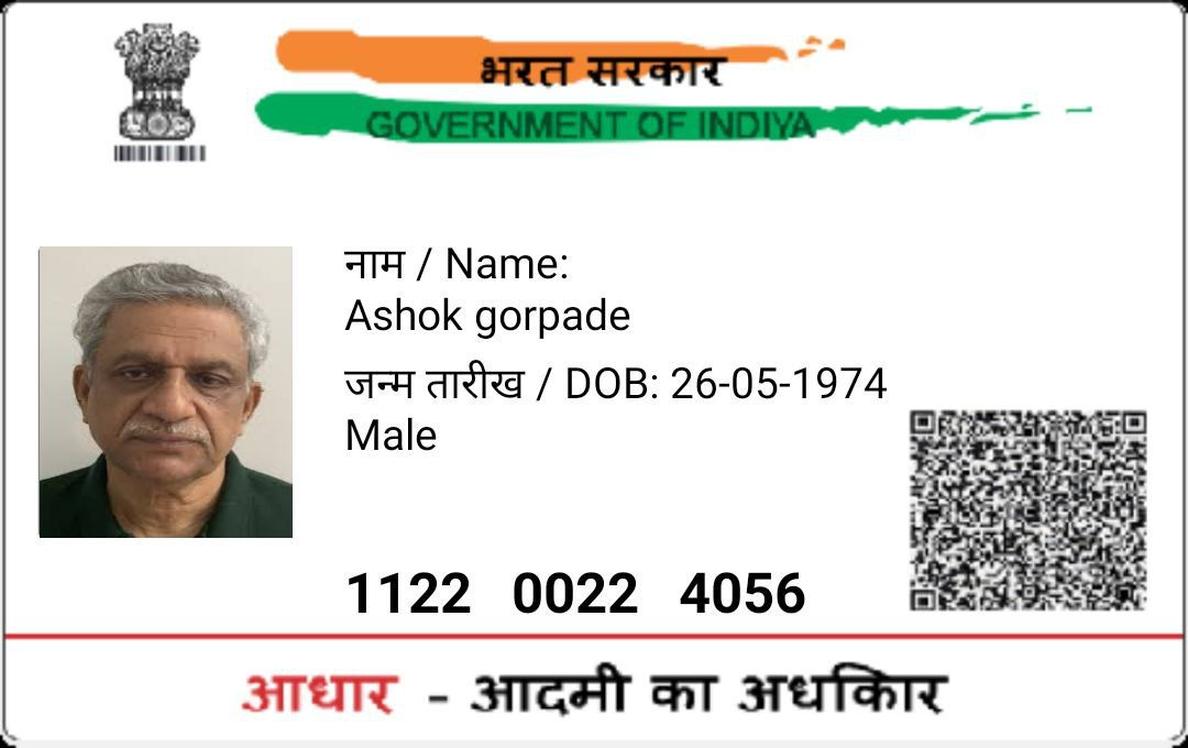 भरत सरकार
GOVERNMENT OF INDIYA
नाम / Name:
Ashok gorpade
जन्म तारीख / DOB: 26-05-1974
Male
1122 0022 4056
आधार - आदमी का अधकिार